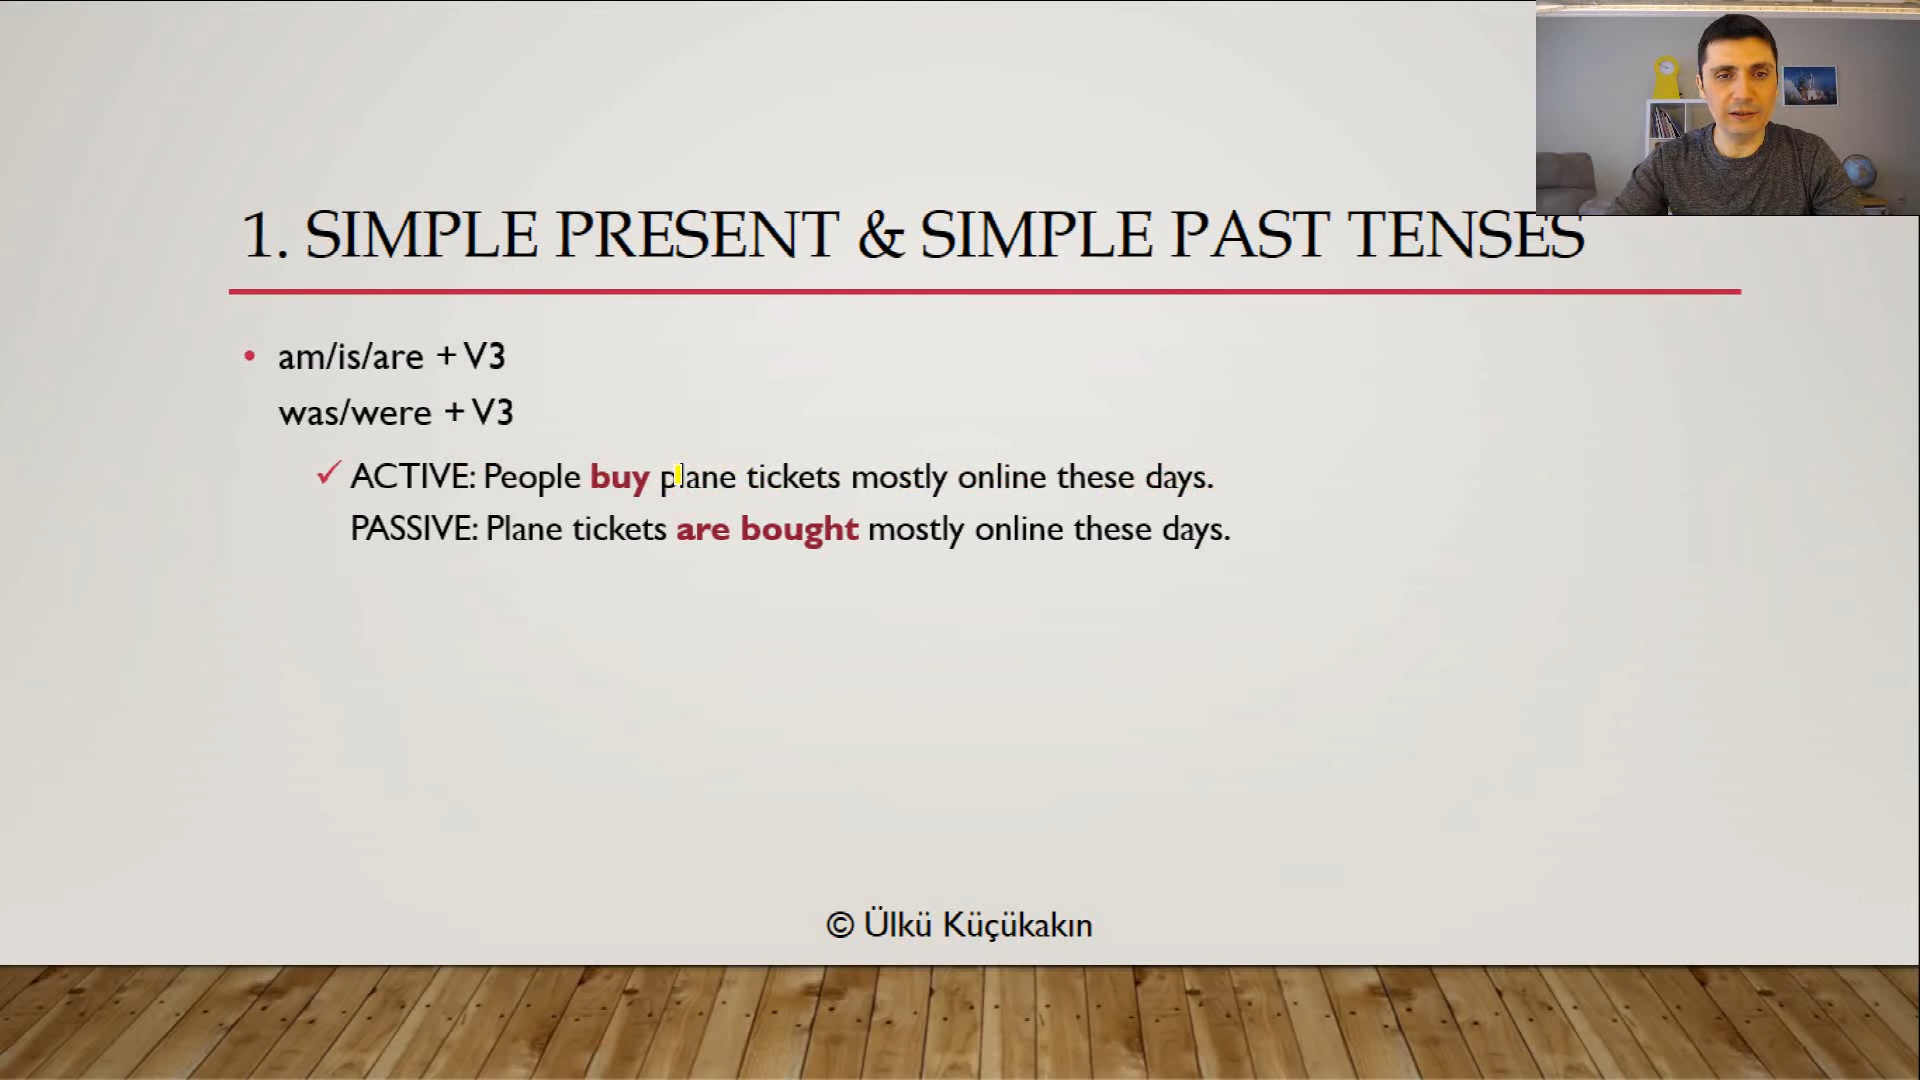 1. SIMPLE PRESENT & SIMPLE PAST TENSES
• am/is/are + V3
was/were + V3
✓ ACTIVE: People buy plane tickets mostly online these days.
PASSIVE: Plane tickets are bought mostly online these days.
© Ülkü Küçükakın